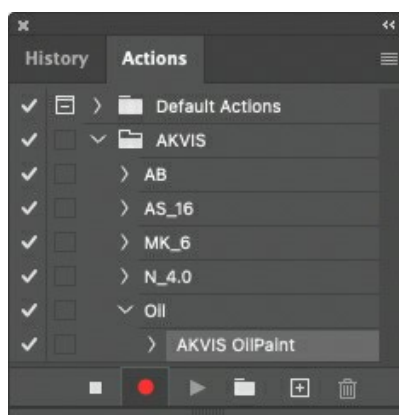 History Actions
Default Actions
AKVIS
AB
AS_16
MK_6
N_4.0
Oil
AKVIS OilPaint